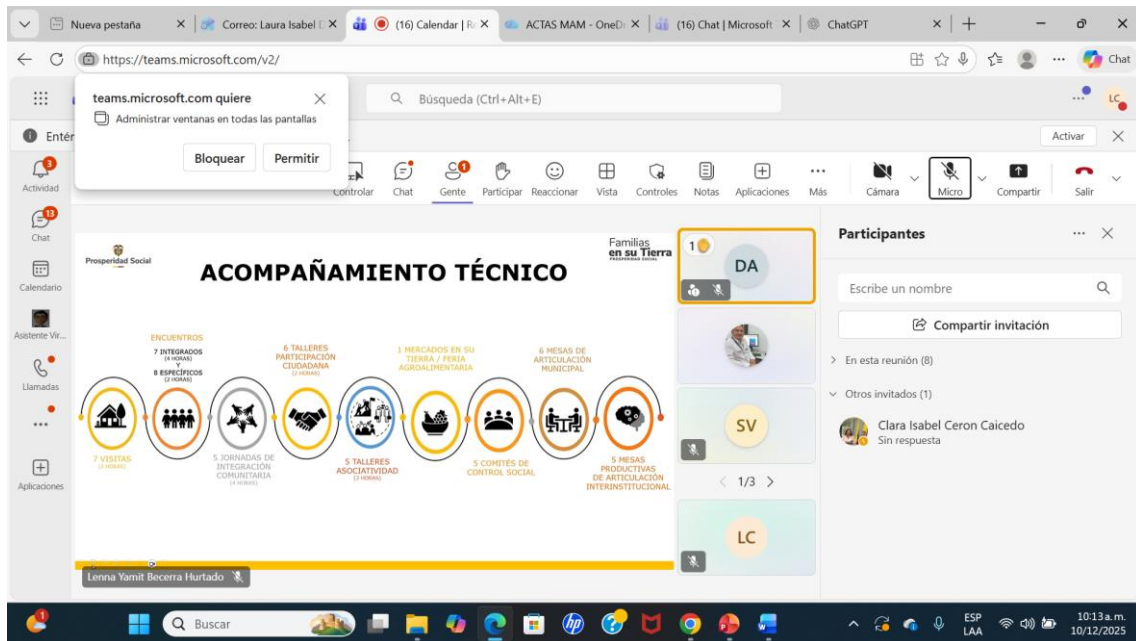 Nueva pestaña
Correo: Laura Isabel
(16) Calendar
ACTAS MAM - OneDr
(16) Chat | Microsoft
ChatGPT
https://teams.microsoft.com/v2/
Chat
teams.microsoft.com quiere
Administrar ventanas en todas las pantallas
Bloquear
Permitir
Búsqueda (Ctrl+Alt+E)
LC
Entér
Activar
Controlar
Chat
Gente
Participar
Reaccionar
Vista
Controles
Notas
Aplicaciones
Más
Cámara
Micro
Compartir
Salir
3
Actividad
13
Chat
Calendario
Asistente Vir...
Llamadas
Aplicaciones
Prosperidad Social
Familias
en su Tierra
PROSPERIDAD SOCIAL
ACOMPAÑAMIENTO TÉCNICO
ENCUENTROS
7 INTEGRADOS
(4 HORAS)
Y
8 ESPECÍFICOS
(2 HORAS)
6 TALLERES
PARTICIPACIÓN
CIUDADANA
(2 HORAS)
1 MERCADOS EN SU
TIERRA / FERIA
AGROALIMENTARIA
6 MESAS DE
ARTICULACIÓN
MUNICIPAL
7 VISITAS
5 JORNADAS DE
INTEGRACIÓN
COMUNITARIA
(4 HORAS)
5 TALLERES
ASOCIATIVIDAD
(2 HORAS)
5 COMITÉS DE
CONTROL SOCIAL
5 MESAS
PRODUCTIVAS
DE ARTICULACIÓN
INTERINSTITUCIONAL
Lenna Yamit Becerra Hurtado
1
DA
SV
1/3
LC
Participantes
Escribe un nombre
Compartir invitación
En esta reunión (8)
Otros invitados (1)
Clara Isabel Ceron Caicedo
Sin respuesta
Buscar
ESP
LAA
10:13 a. m.
10/12/2025